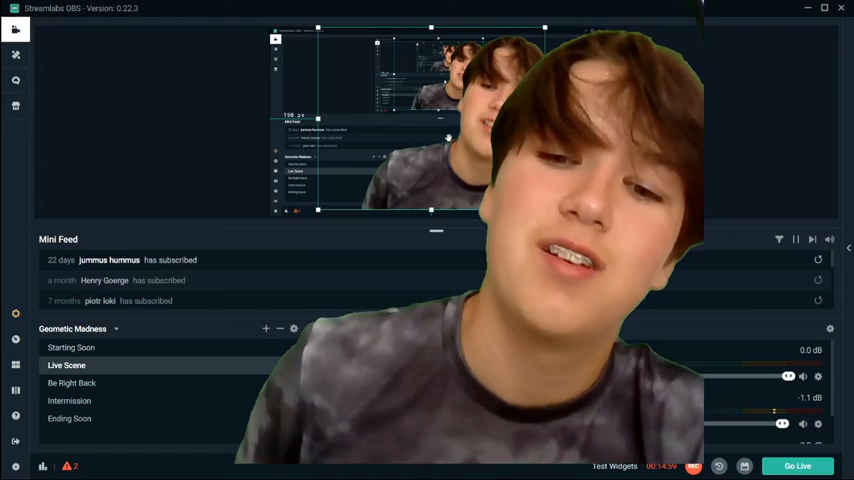 Streamlabs OBS - Version: 0.22.3
198 px
Mini Feed
22 days jummus hummus has subscribed
a month Henry Goerge has subscribed
7 months piotr loki has subscribed
Geometic Madness
Starting Soon
0.0 dB
Live Scene
Be Right Back
Intermission
-1.1 dB
Ending Soon
2
Test Widgets 00:14:59 REC Go Live